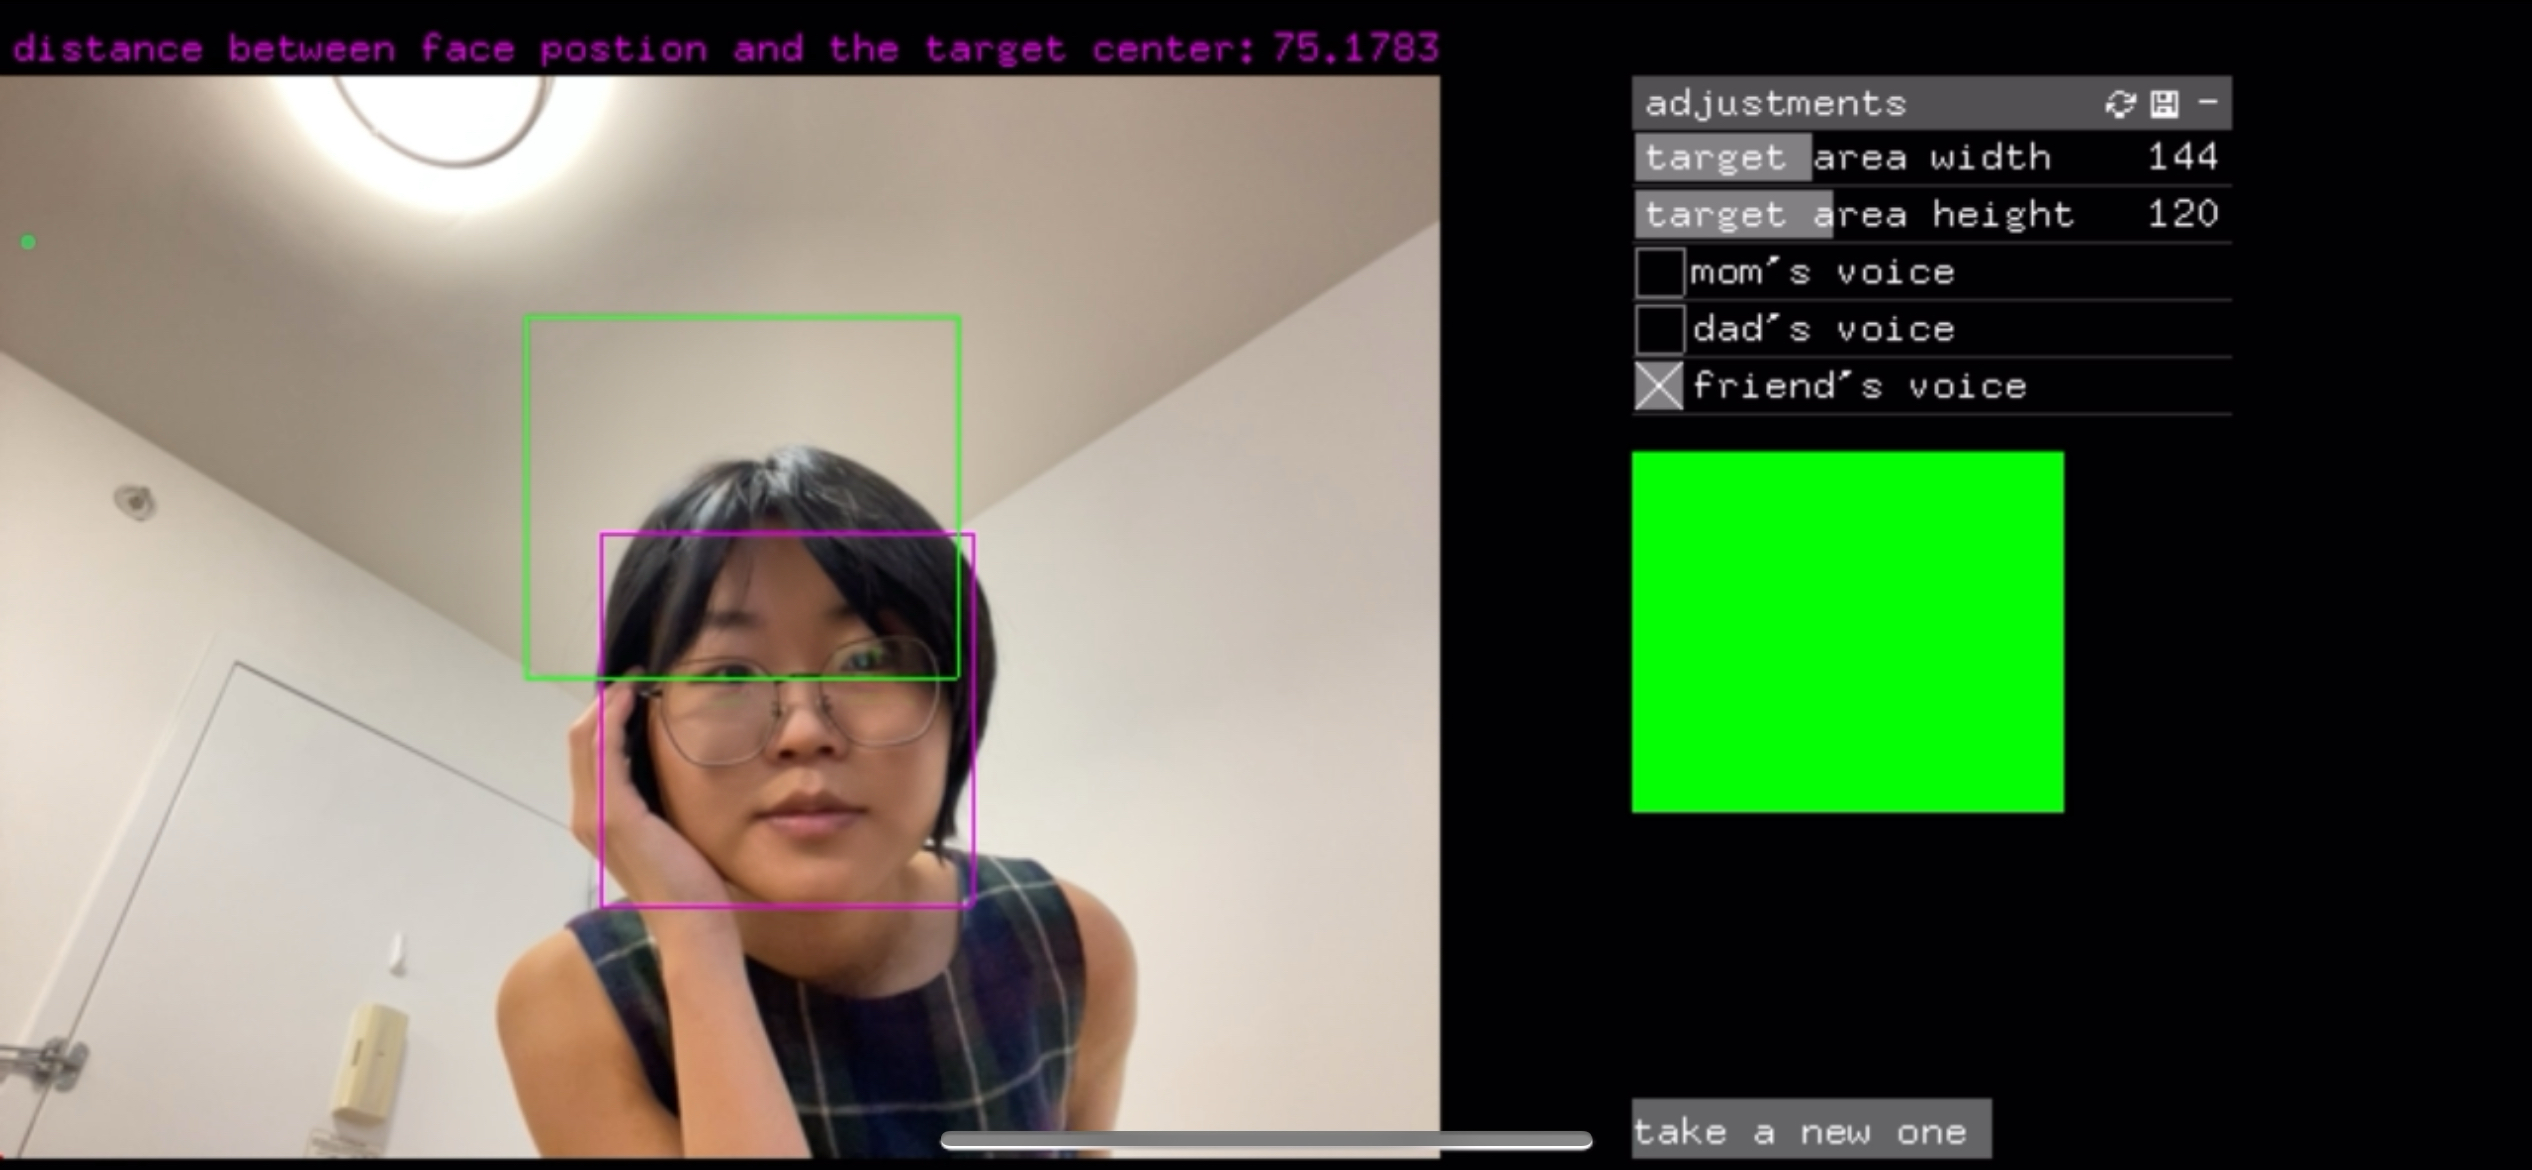 distance between face postion and the target center: 75.1783
adjustments
target area width 144
target area height 120
mom's voice
dad's voice
friend's voice
take a new one